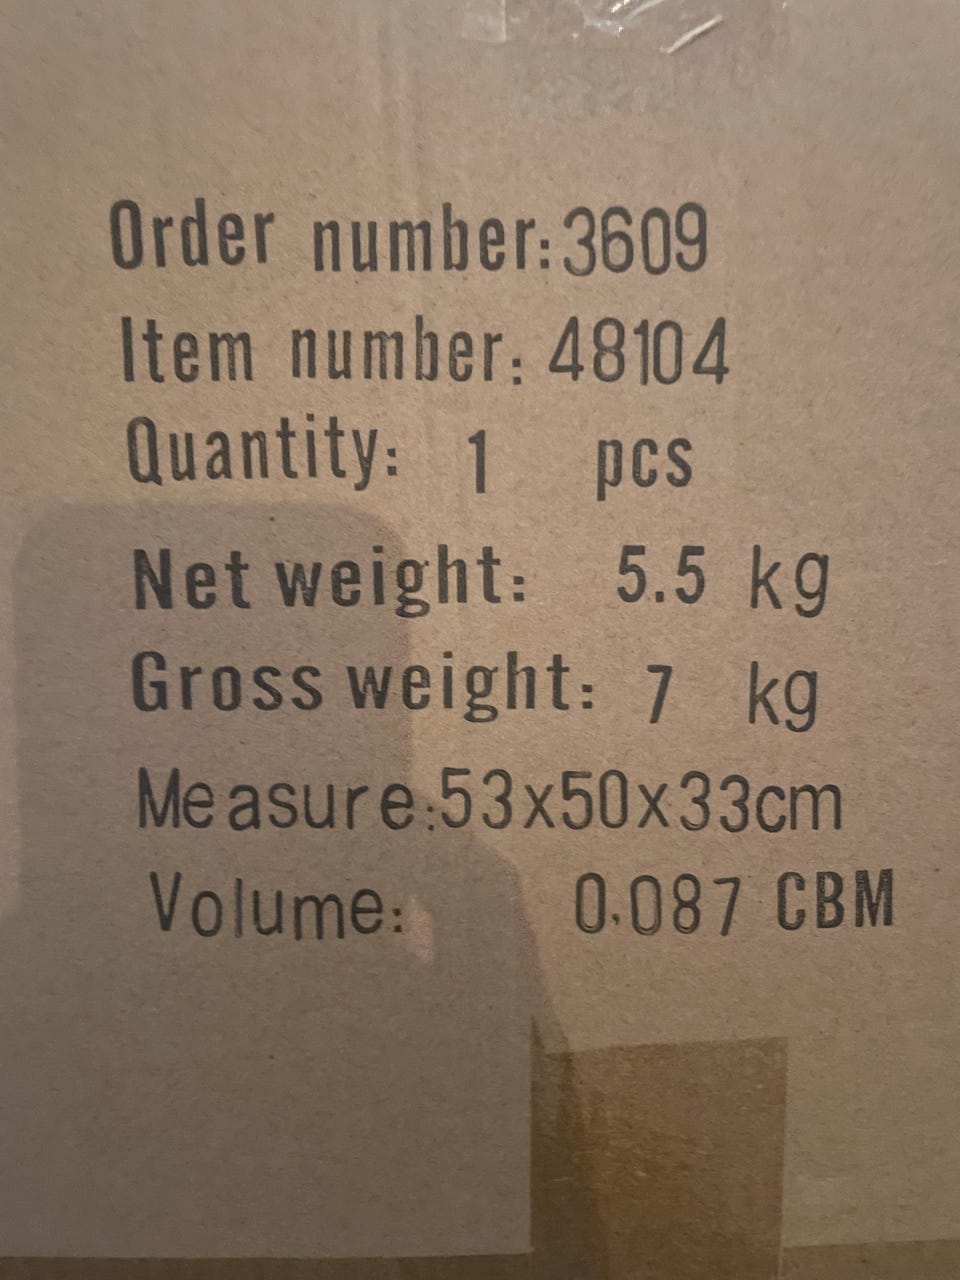 Order number:3609
Item number: 48104
Quantity: 1 pcs
Net weight: 5.5 kg
Gross weight: 7 kg
Measure:53x50x33cm
Volume: 0.087 CBM